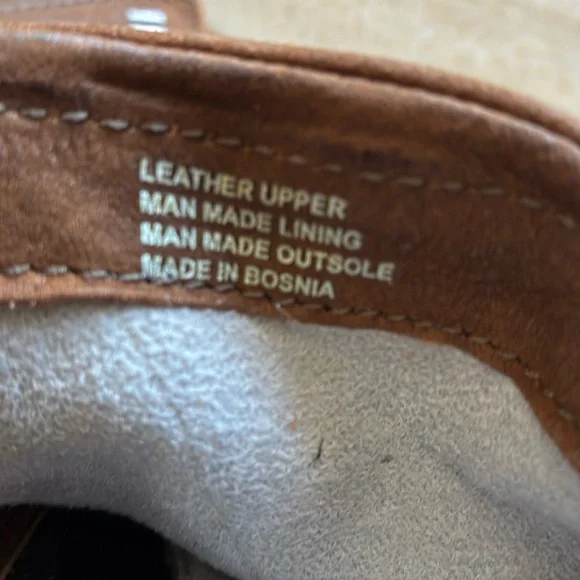 LEATHER UPPER
MAN MADE LINING
MAN MADE OUTSOLE
MADE IN BOSNIA